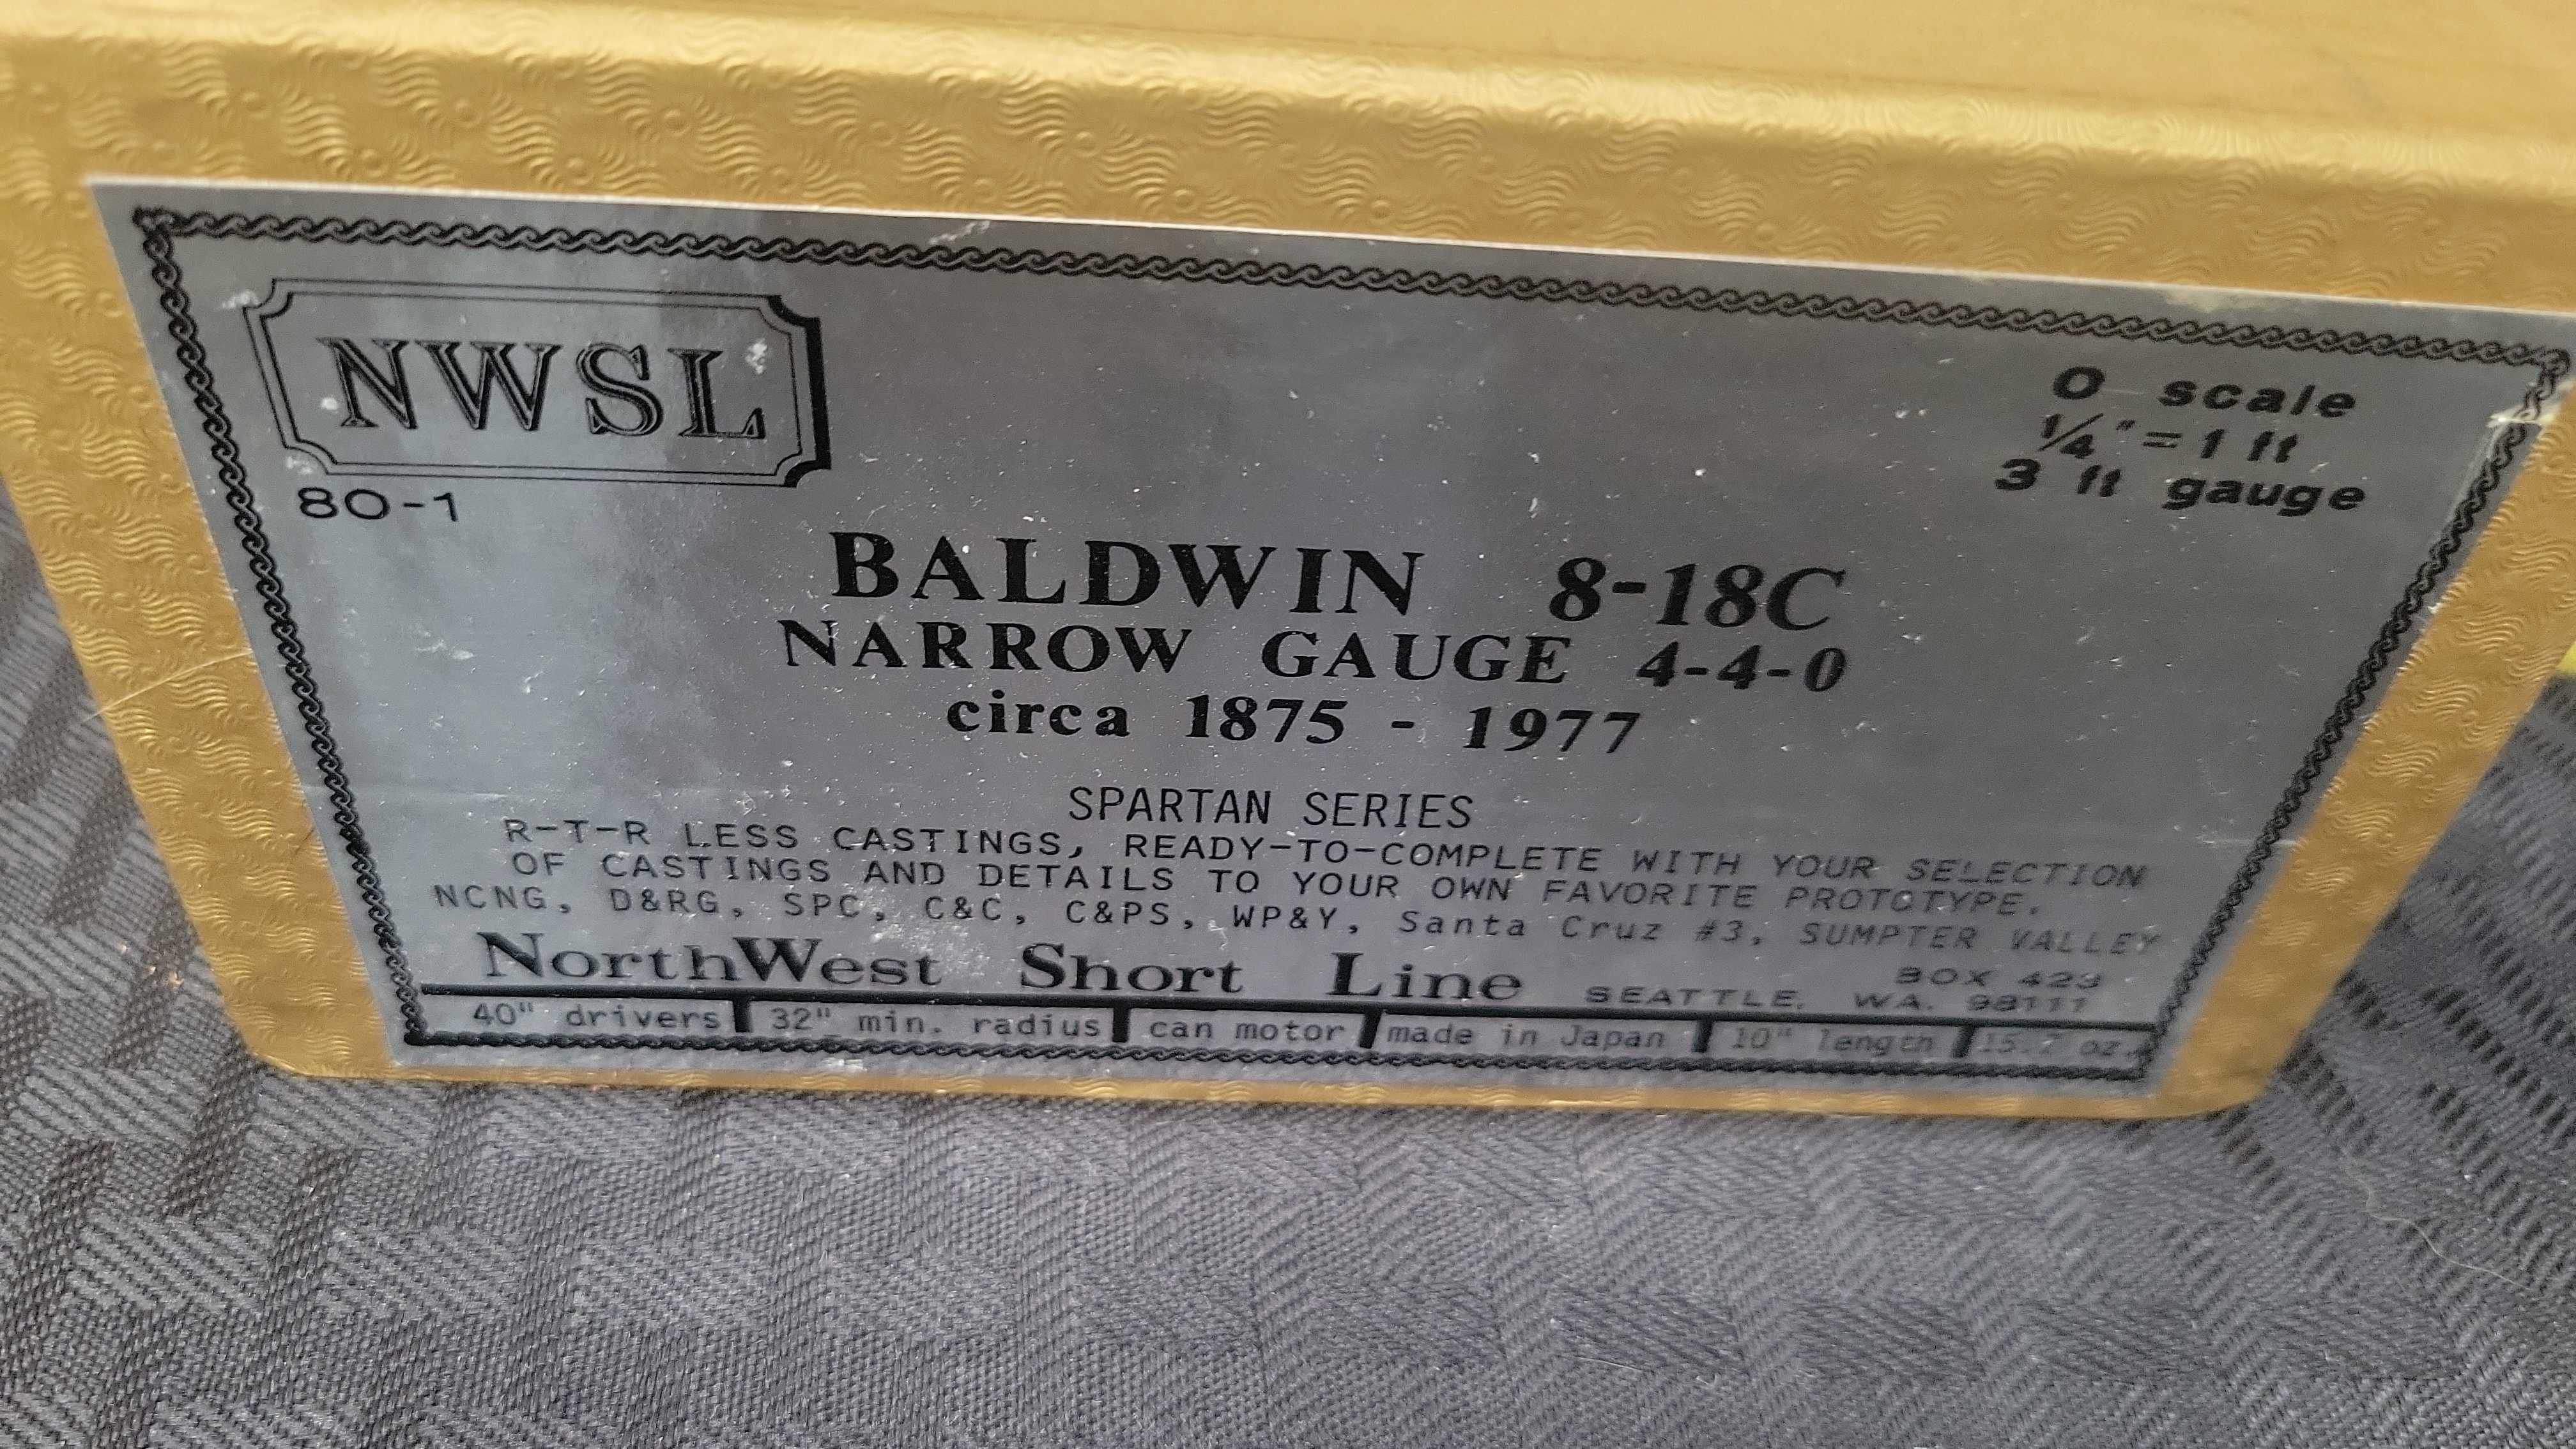 NWSL
80-1
O scale
1/4" = 1 ft
3 ft gauge
BALDWIN 8-18C
NARROW GAUGE 4-4-0
circa 1875 - 1977
SPARTAN SERIES
R-T-R LESS CASTINGS, READY-TO-COMPLETE WITH YOUR SELECTION
OF CASTINGS AND DETAILS TO YOUR OWN FAVORITE PROTOTYPE.
NCNG, D&RG, SPC, C&C, C&PS, WP&Y, Santa Cruz #3, SUMPTER VALLEY
NorthWest Short Line
BOX 423
SEATTLE, WA. 98111
40" drivers 32" min. radius can motor made in Japan 10" length 15.2 oz.